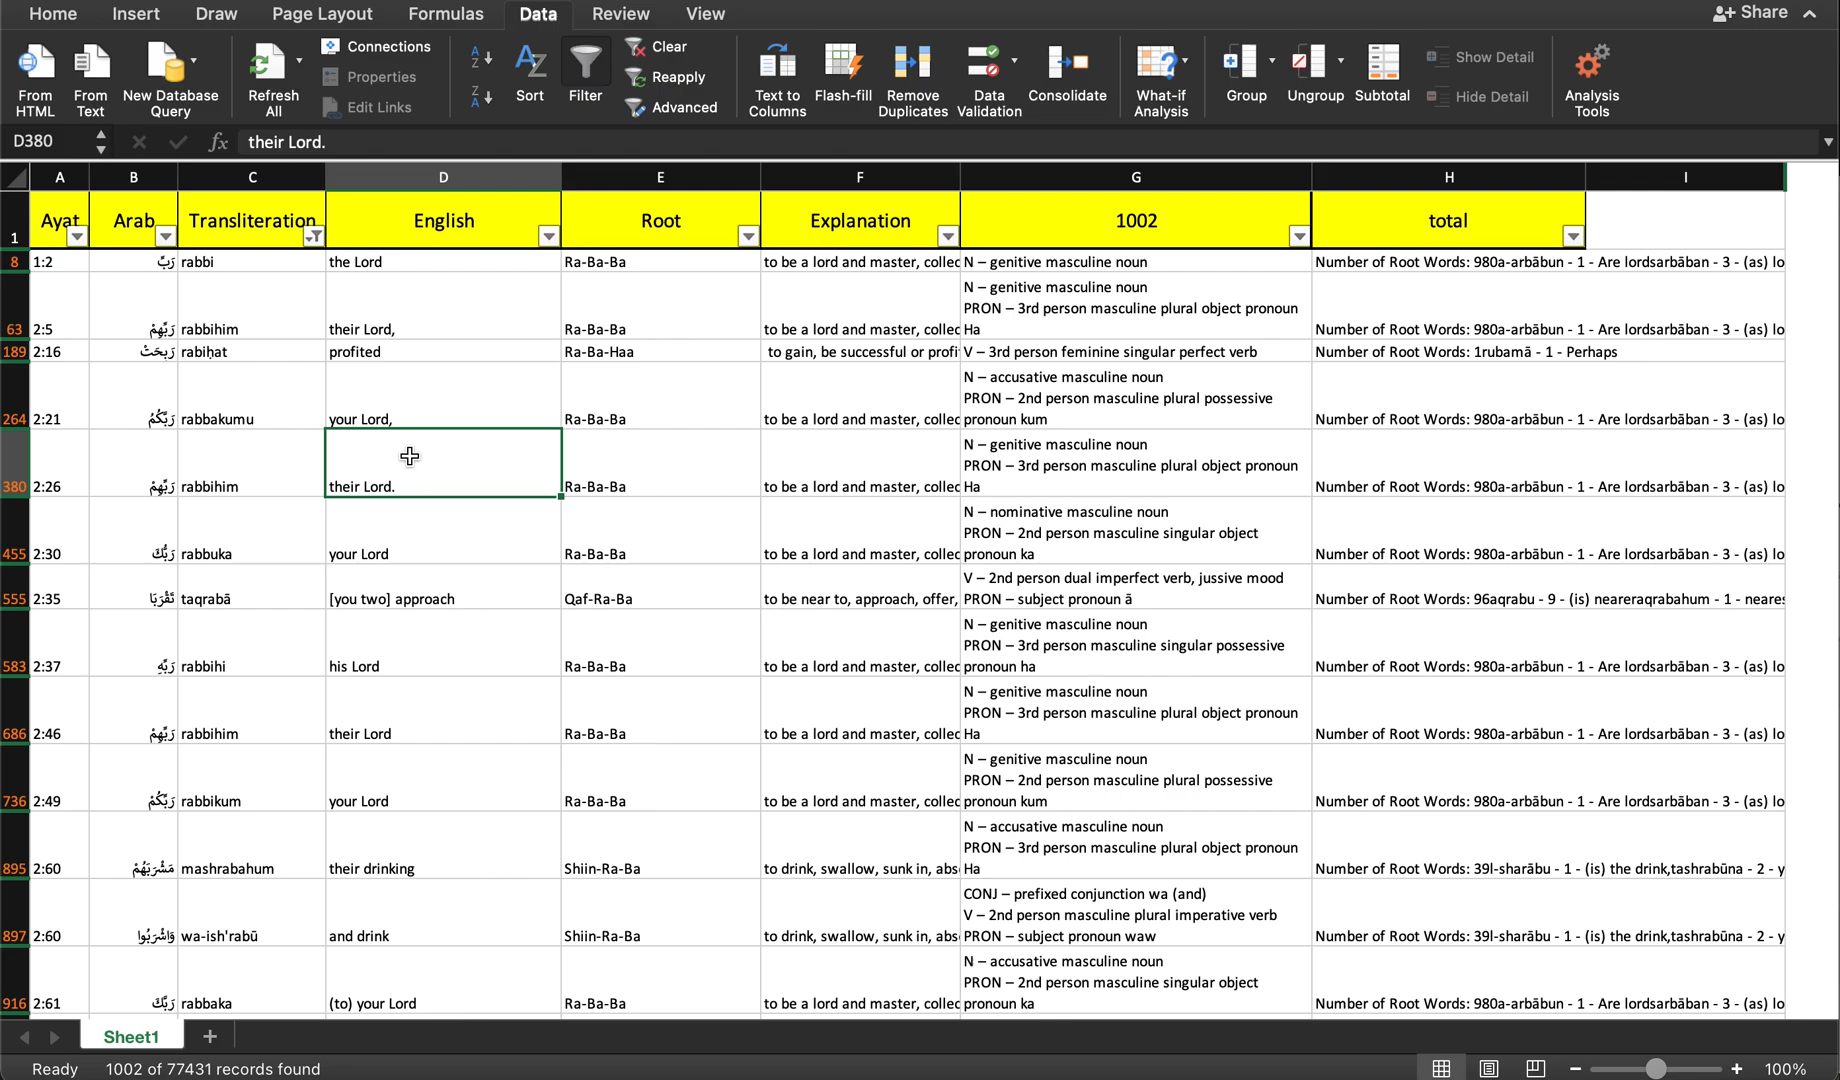 Home Insert Draw Page Layout Formulas Data Review View Share
From HTML
From Text
New Database Query
Refresh All
Connections
Properties
Edit Links
Sort
Filter
Clear
Reapply
Advanced
Text to Columns
Flash-fill
Remove Duplicates
Data Validation
Consolidate
What-if Analysis
Group
Ungroup
Subtotal
Show Detail
Hide Detail
Analysis Tools
D380 fx their Lord.
A B C D E F G H I
1 Ayat Arab Transliteration English Root Explanation 1002 total
8 1:2 رَبِّ rabbi the Lord Ra-Ba-Ba to be a lord and master, collec N – genitive masculine noun Number of Root Words: 980a-arbābun - 1 - Are lordsarbāban - 3 - (as) lo
N – genitive masculine noun
PRON – 3rd person masculine plural object pronoun
63 2:5 رَبِّهِمْ rabbihim their Lord, Ra-Ba-Ba to be a lord and master, collec Ha Number of Root Words: 980a-arbābun - 1 - Are lordsarbāban - 3 - (as) lo
189 2:16 رَبِحَتْ rabiḥat profited Ra-Ba-Haa to gain, be successful or profi V – 3rd person feminine singular perfect verb Number of Root Words: 1rubamā - 1 - Perhaps
N – accusative masculine noun
PRON – 2nd person masculine plural possessive
264 2:21 رَبَّكُمُ rabbakumu your Lord, Ra-Ba-Ba to be a lord and master, collec pronoun kum Number of Root Words: 980a-arbābun - 1 - Are lordsarbāban - 3 - (as) lo
N – genitive masculine noun
PRON – 3rd person masculine plural object pronoun
380 2:26 رَبِّهِمْ rabbihim their Lord. Ra-Ba-Ba to be a lord and master, collec Ha Number of Root Words: 980a-arbābun - 1 - Are lordsarbāban - 3 - (as) lo
N – nominative masculine noun
PRON – 2nd person masculine singular object
455 2:30 رَبُّكَ rabbuka your Lord Ra-Ba-Ba to be a lord and master, collec pronoun ka Number of Root Words: 980a-arbābun - 1 - Are lordsarbāban - 3 - (as) lo
V – 2nd person dual imperfect verb, jussive mood
555 2:35 تَقْرَبَا taqrabā [you two] approach Qaf-Ra-Ba to be near to, approach, offer, PRON – subject pronoun ā Number of Root Words: 96aqrabu - 9 - (is) neareraqrabahum - 1 - neares
N – genitive masculine noun
PRON – 3rd person masculine singular possessive
583 2:37 رَبِّهِ rabbihi his Lord Ra-Ba-Ba to be a lord and master, collec pronoun ha Number of Root Words: 980a-arbābun - 1 - Are lordsarbāban - 3 - (as) lo
N – genitive masculine noun
PRON – 3rd person masculine plural object pronoun
686 2:46 رَبِّهِمْ rabbihim their Lord Ra-Ba-Ba to be a lord and master, collec Ha Number of Root Words: 980a-arbābun - 1 - Are lordsarbāban - 3 - (as) lo
N – genitive masculine noun
PRON – 2nd person masculine plural possessive
736 2:49 رَبِّكُمْ rabbikum your Lord Ra-Ba-Ba to be a lord and master, collec pronoun kum Number of Root Words: 980a-arbābun - 1 - Are lordsarbāban - 3 - (as) lo
N – accusative masculine noun
PRON – 3rd person masculine plural object pronoun
895 2:60 مَشْرَبَهُمْ mashrabahum their drinking Shiin-Ra-Ba to drink, swallow, sunk in, abs Ha Number of Root Words: 39l-sharābu - 1 - (is) the drink,tashrabūna - 2 - y
CONJ – prefixed conjunction wa (and)
V – 2nd person masculine plural imperative verb
897 2:60 وَاشْرَبُوا wa-ish'rabū and drink Shiin-Ra-Ba to drink, swallow, sunk in, abs PRON – subject pronoun waw Number of Root Words: 39l-sharābu - 1 - (is) the drink,tashrabūna - 2 - y
N – accusative masculine noun
PRON – 2nd person masculine singular object
916 2:61 رَبَّكَ rabbaka (to) your Lord Ra-Ba-Ba to be a lord and master, collec pronoun ka Number of Root Words: 980a-arbābun - 1 - Are lordsarbāban - 3 - (as) lo
Sheet1
Ready 1002 of 77431 records found 100%